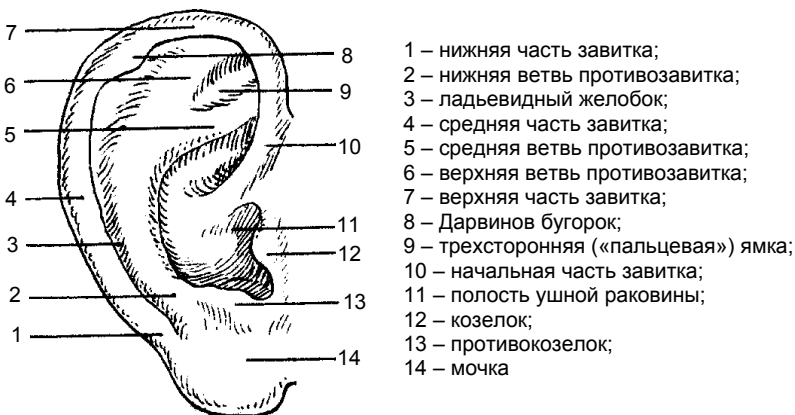 7
8
6
9
5
10
4
11
3
12
2
13
1
14
1 – нижняя часть завитка;
2 – нижняя ветвь противозавитка;
3 – ладьевидный желобок;
4 – средняя часть завитка;
5 – средняя ветвь противозавитка;
6 – верхняя ветвь противозавитка;
7 – верхняя часть завитка;
8 – Дарвинов бугорок;
9 – трехсторонняя («пальцевая») ямка;
10 – начальная часть завитка;
11 – полость ушной раковины;
12 – козелок;
13 – противокозелок;
14 – мочка